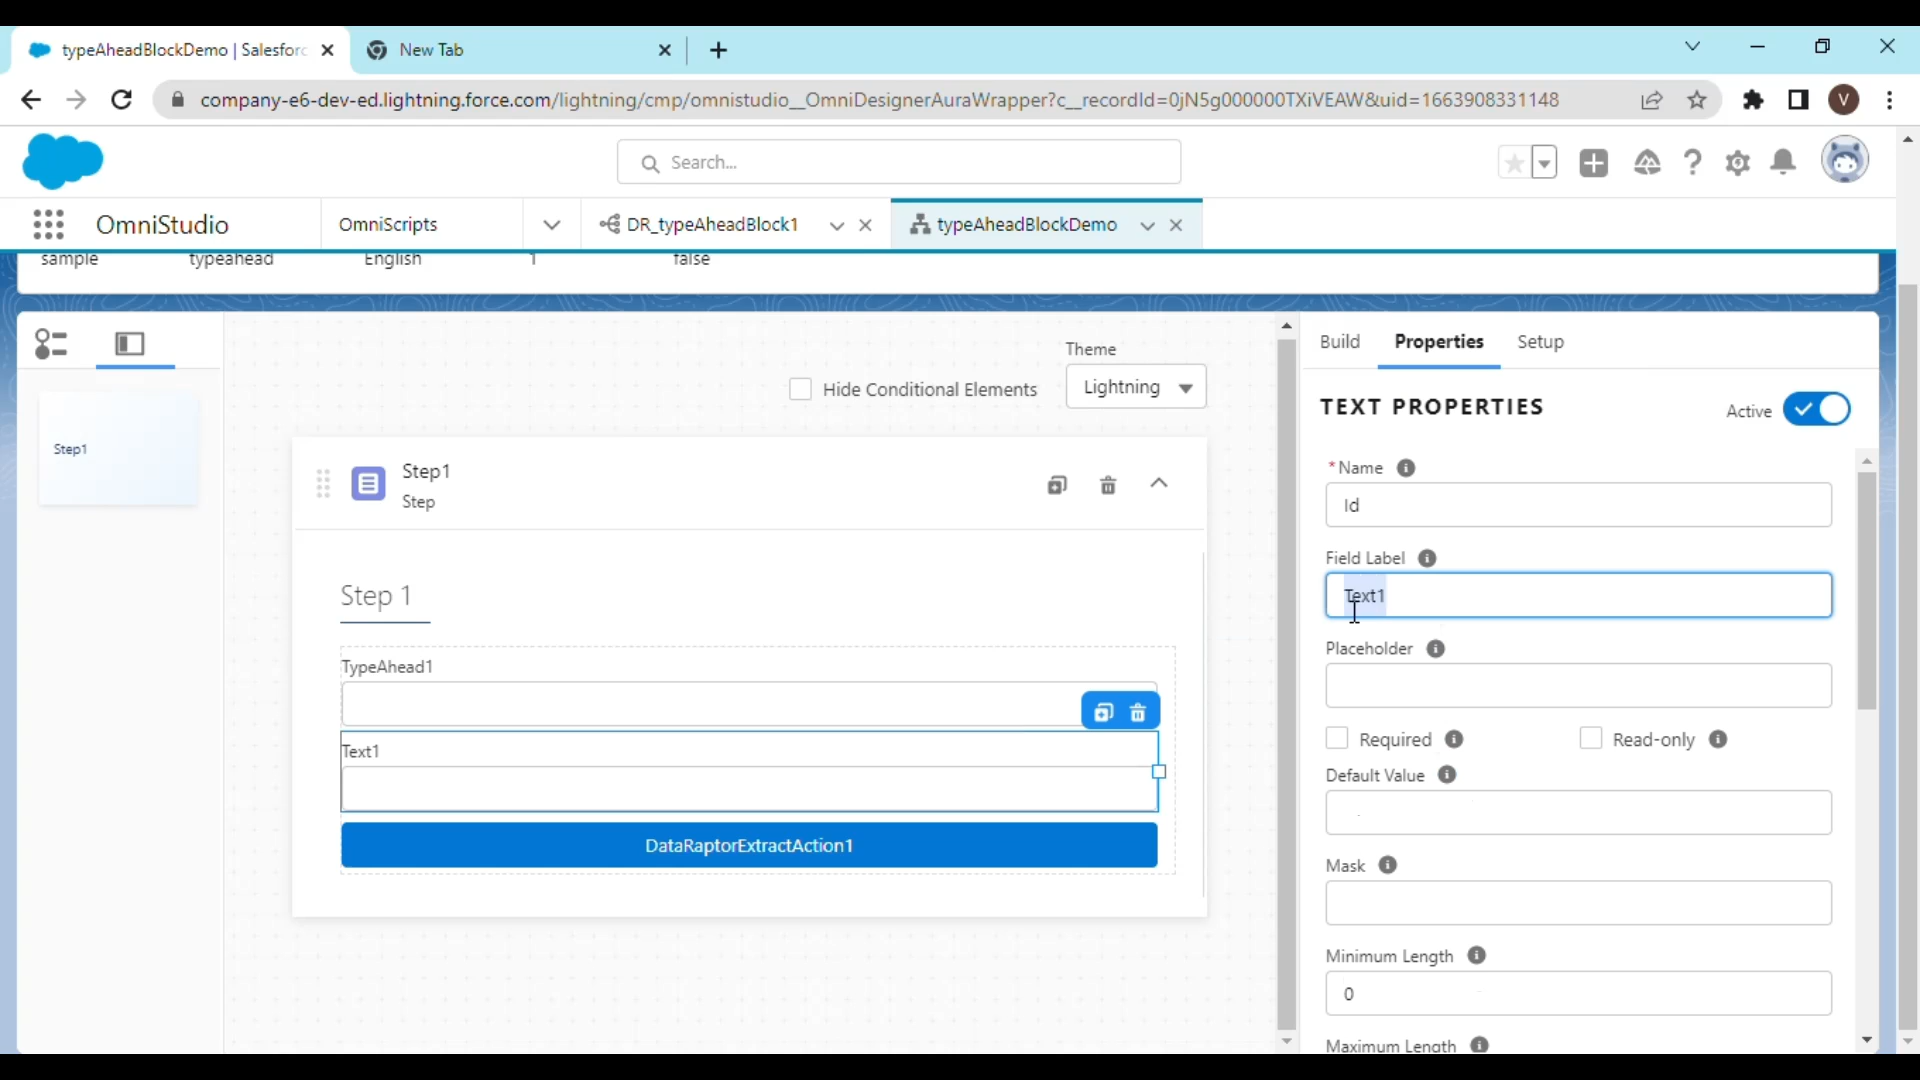 typeAheadBlockDemo | Salesforc
New Tab
company-e6-dev-ed.lightning.force.com/lightning/cmp/omnistudio__OmniDesignerAuraWrapper?c__recordId=0jN5g000000TXiVEAW&uid=1663908331148
V
Search...
OmniStudio
OmniScripts
DR_typeAheadBlock1
typeAheadBlockDemo
sample typeahead English 1 false
Build Properties Setup
Theme
Hide Conditional Elements
Lightning
TEXT PROPERTIES
Active
Step1
Step1
Step
*Name
Id
Field Label
Text1
Step 1
Placeholder
TypeAhead1
Required
Read-only
Text1
Default Value
DataRaptorExtractAction1
Mask
Minimum Length
0
Maximum Length